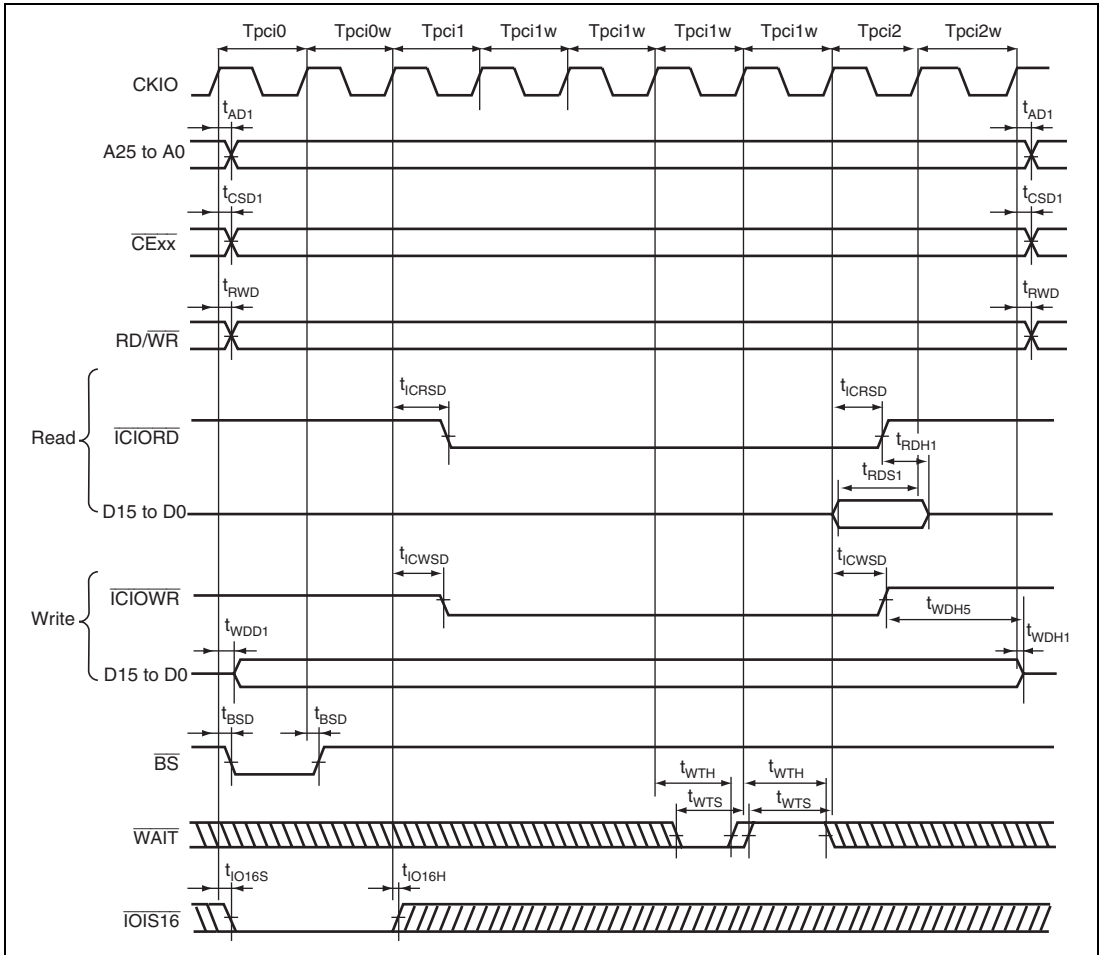 Tpci0 Tpci0w Tpci1 Tpci1w Tpci1w Tpci1w Tpci1w Tpci2 Tpci2w
CKIO
tAD1 tAD1
A25 to A0
tCSD1 tCSD1
CExx
tRWD tRWD
RD/WR
tICRSD tICRSD
Read
ICIORD
tRDH1
tRDS1
D15 to D0
tICWSD tICWSD
ICIOWR
Write
tWDH5
tWDD1 tWDH1
D15 to D0
tBSD tBSD
BS
tWTH tWTH
tWTS tWTS
WAIT
tIO16S tIO16H
IOIS16